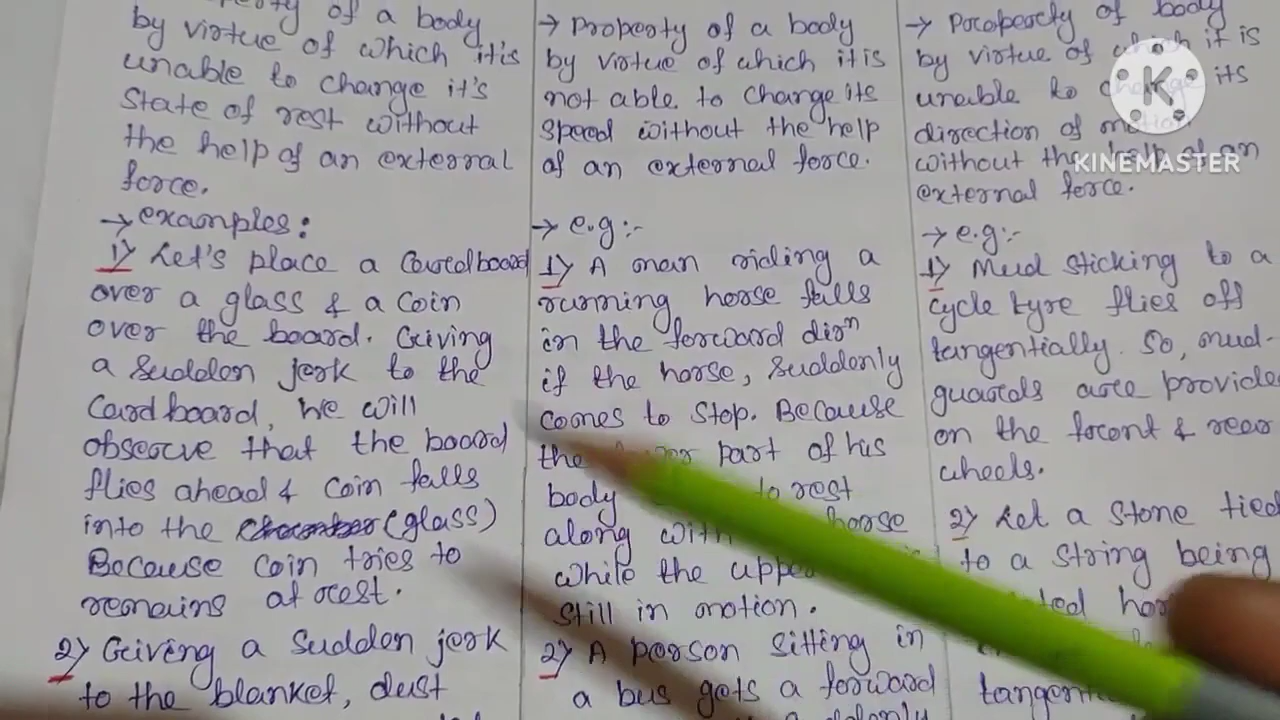 of a body
by virtue of which it is
unable to change it's
State of rest without
the help of an external
force.
→ examples:
1) Let's place a Cardboard
over a glass & a coin
over the board. Giving
a sudden jerk to the
Cardboard, we will
observe that the board
flies ahead & coin falls
into the (glass)
Because coin tries to
remains at rest.
2) Giving a sudden jerk
to the blanket, dust
→ Property of a body
by virtue of which it is
not able to change its
speed without the help
of an external force.
→ e.g:-
1) A man riding a
running horse falls
in the forward dirⁿ
if the horse, suddenly
comes to stop. Because
the part of his
body to rest
along with horse
while the upper
still in motion.
2) A person sitting in
a bus gets a forward
→ Property of body
by virtue of which it is
unable to change its
direction of motion
without the help of an
external force.
→ e.g:-
1) Mud sticking to a
cycle tyre flies off
tangentially. So, mud-
guards are provide
on the front & rear
wheels.
2) Let a stone tied
to a string being
KINEMASTER
K